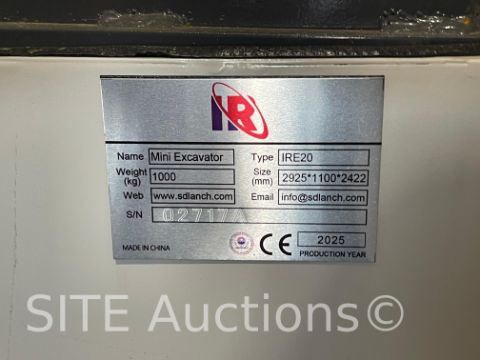 IR
Name Mini Excavator Type IRE20
Weight (kg) 1000 Size (mm) 2925*1100*2422
Web www.sdlanch.com Email info@sdlanch.com
S/N 02717A
MADE IN CHINA CE 2025
PRODUCTION YEAR
SITE Auctions©